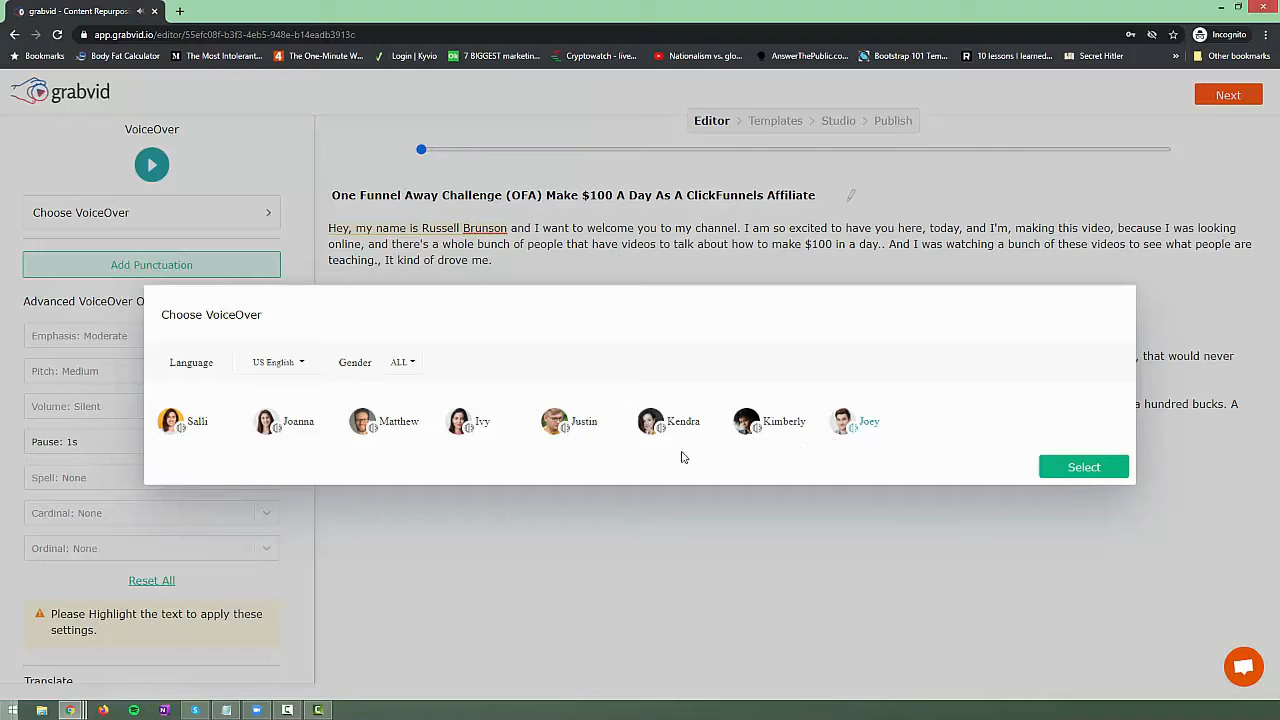 grabvid - Content Repurpos
app.grabvid.io/editor/55efc08f-b3f3-4eb5-948e-b14eadb3913c
Incognito
Bookmarks
Body Fat Calculator
The Most Intolerant...
The One-Minute W...
Login | Kyvio
7 BIGGEST marketin...
Cryptowatch - live...
Nationalism vs. glo...
AnswerThePublic.co...
Bootstrap 101 Tem...
10 lessons I learned...
Secret Hitler
»
Other bookmarks
grabvid
Next
Editor > Templates > Studio > Publish
VoiceOver
Choose VoiceOver
Add Punctuation
Advanced VoiceOver O
Emphasis: Moderate
Pitch: Medium
Volume: Silent
Pause: 1s
Spell: None
Cardinal: None
Ordinal: None
Reset All
Please Highlight the text to apply these
settings.
Translate
One Funnel Away Challenge (OFA) Make $100 A Day As A ClickFunnels Affiliate
Hey, my name is Russell Brunson and I want to welcome you to my channel. I am so excited to have you here, today, and I'm, making this video, because I was looking
online, and there's a whole bunch of people that have videos to talk about how to make $100 in a day.. And I was watching a bunch of these videos to see what people are
teaching., It kind of drove me.
, that would never
a hundred bucks. A
Choose VoiceOver
Language US English Gender ALL
Salli Joanna Matthew Ivy Justin Kendra Kimberly Joey
Select